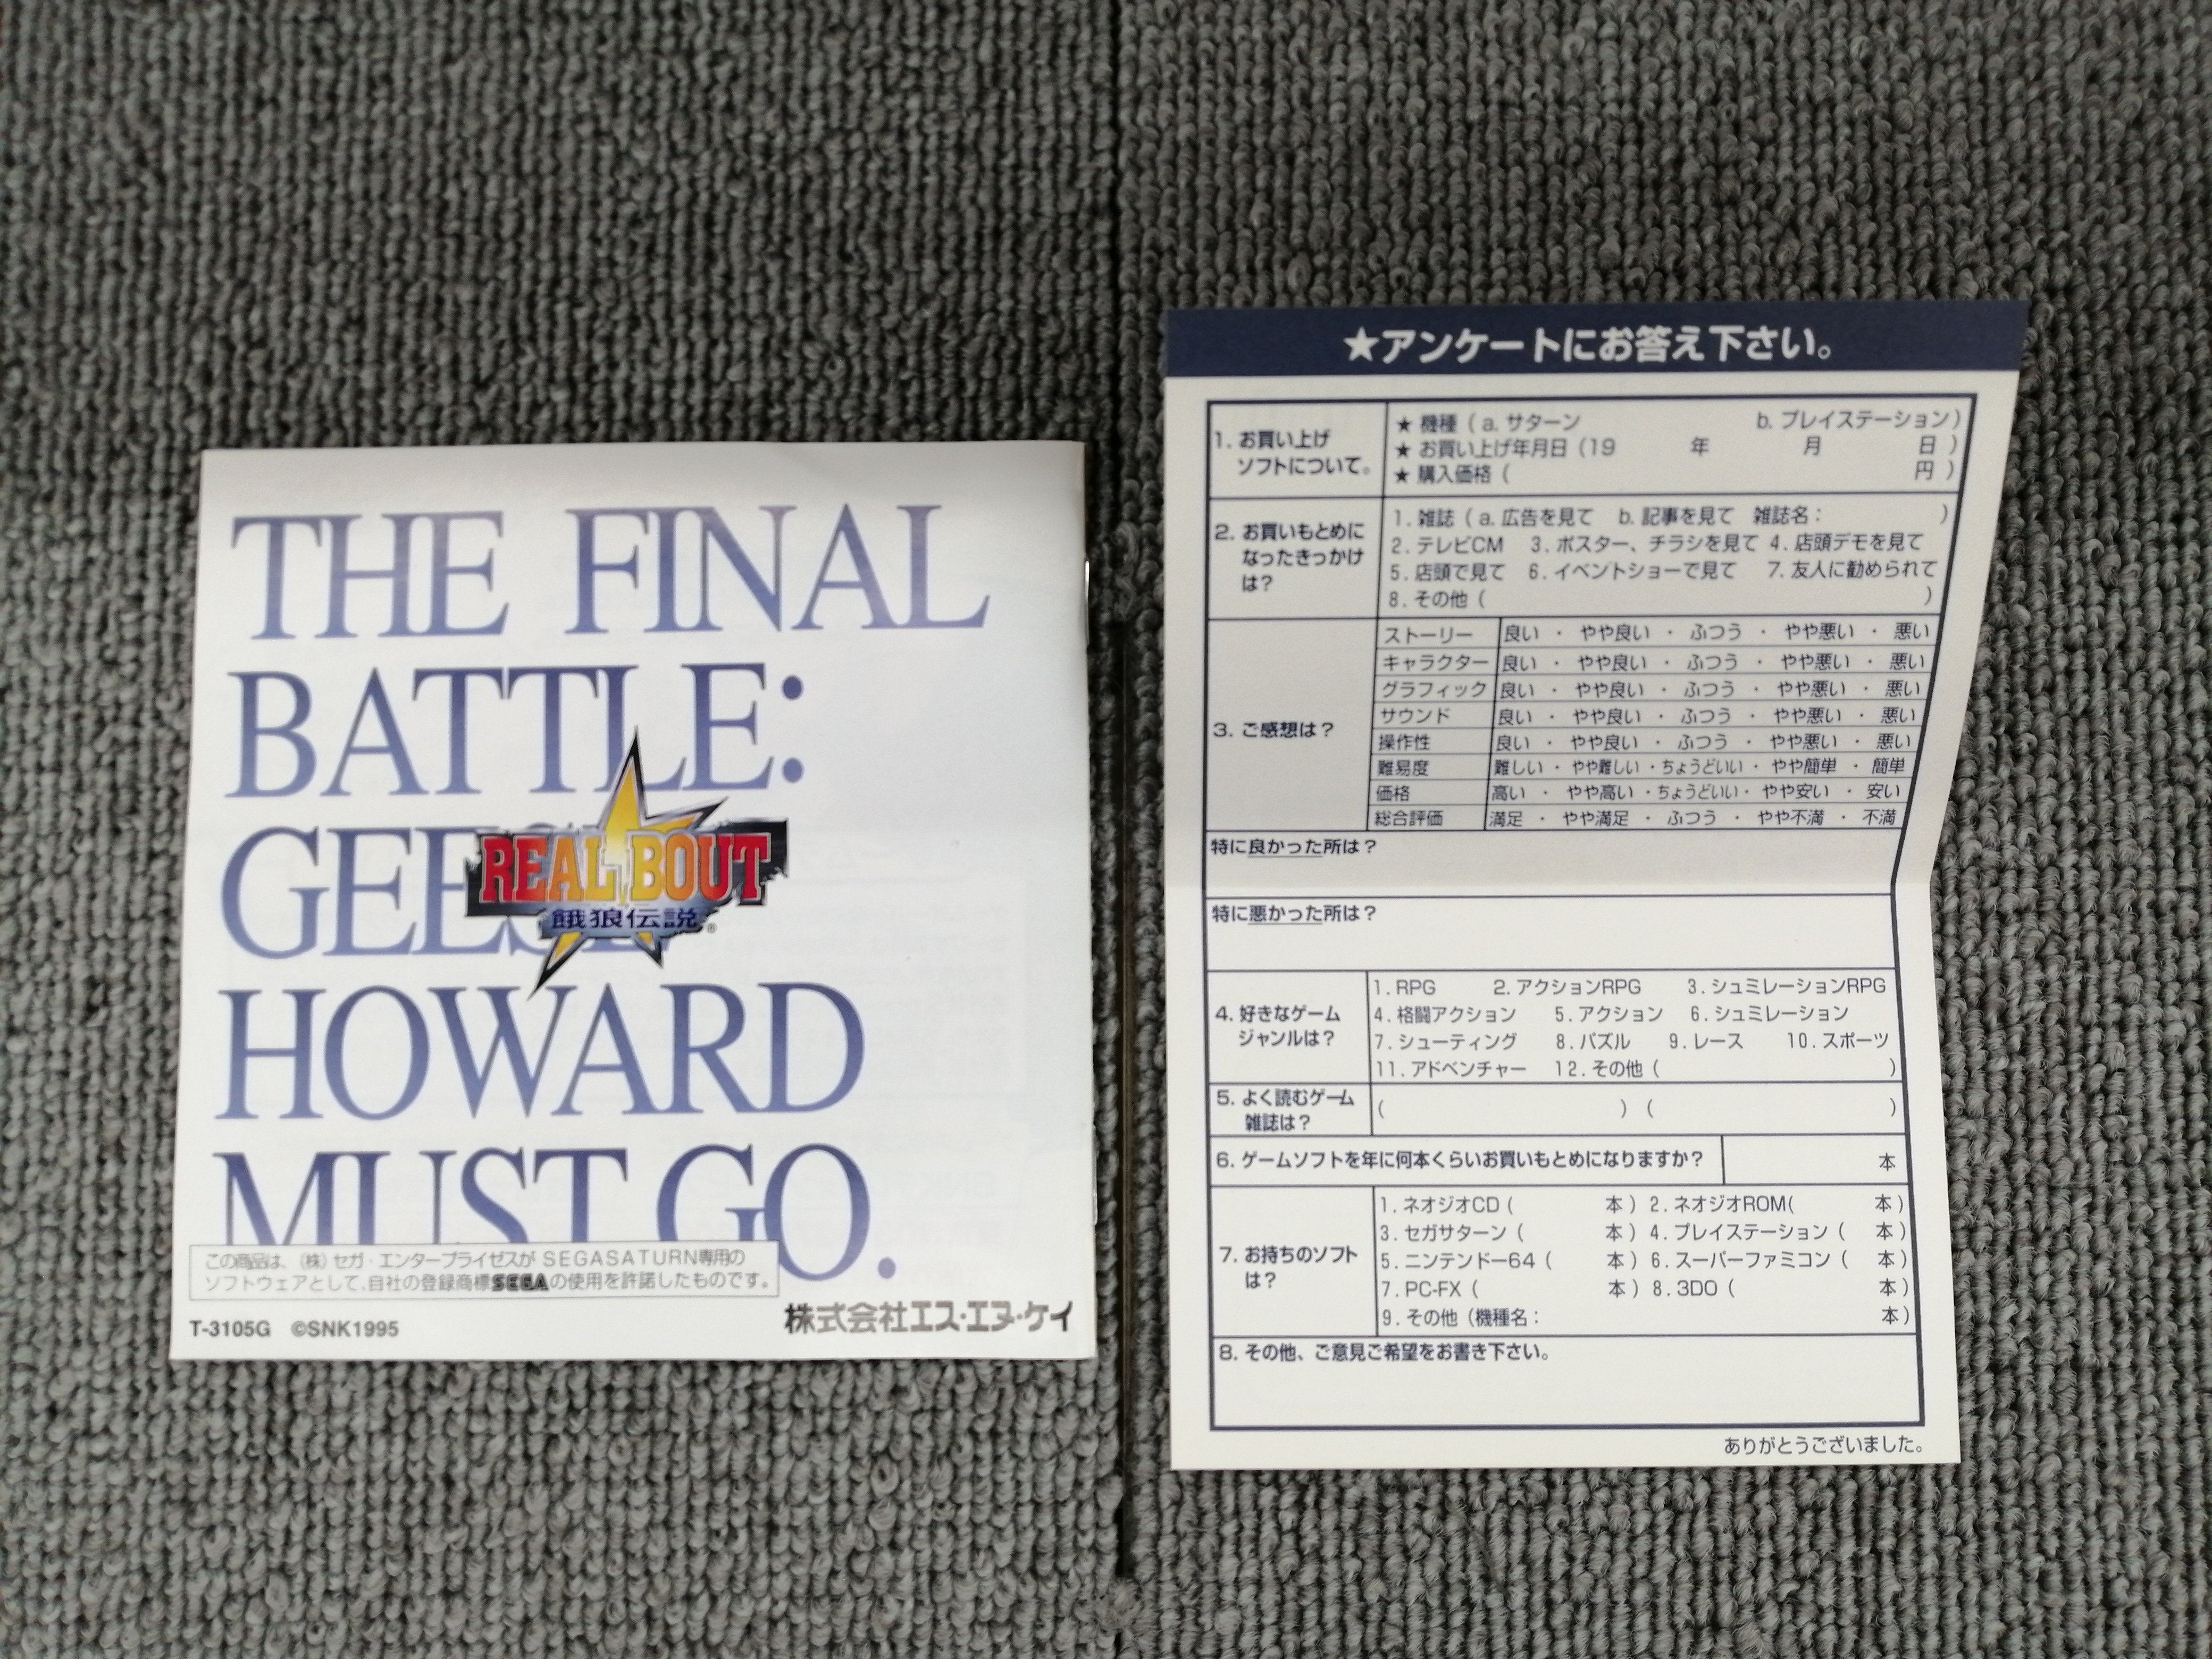 THE FINAL
BATTLE:
GEESE
REAL BOUT
餓狼伝説®
HOWARD
MUST GO.
この商品は、(株)セガ・エンタープライゼスが SEGASATURN専用の
ソフトウェアとして、自社の登録商標SEGAの使用を許諾したものです。
T-3105G ©SNK1995
株式会社エス・エヌ・ケイ
★アンケートにお答え下さい。
1. お買い上げ
ソフトについて。
★ 機種 ( a. サターン b. プレイステーション )
★ お買い上げ年月日 (19 年 月 日 )
★ 購入価格 ( 円 )
2. お買いもとめに
なったきっかけ
は?
1. 雑誌 ( a. 広告を見て b. 記事を見て 雑誌名: )
2. テレビCM 3. ポスター、チラシを見て 4. 店頭デモを見て
5. 店頭で見て 6. イベントショーで見て 7. 友人に勧められて
8. その他 ( )
3. ご感想は?
ストーリー 良い ・ やや良い ・ ふつう ・ やや悪い ・ 悪い
キャラクター 良い ・ やや良い ・ ふつう ・ やや悪い ・ 悪い
グラフィック 良い ・ やや良い ・ ふつう ・ やや悪い ・ 悪い
サウンド 良い ・ やや良い ・ ふつう ・ やや悪い ・ 悪い
操作性 良い ・ やや良い ・ ふつう ・ やや悪い ・ 悪い
難易度 難しい ・ やや難しい ・ ちょうどいい ・ やや簡単 ・ 簡単
価格 高い ・ やや高い ・ ちょうどいい ・ やや安い ・ 安い
総合評価 満足 ・ やや満足 ・ ふつう ・ やや不満 ・ 不満
特に良かった所は?
特に悪かった所は?
4. 好きなゲーム
ジャンルは?
1. RPG 2. アクションRPG 3. シュミレーションRPG
4. 格闘アクション 5. アクション 6. シュミレーション
7. シューティング 8. パズル 9. レース 10. スポーツ
11. アドベンチャー 12. その他 ( )
5. よく読むゲーム
雑誌は?
( ) ( )
6. ゲームソフトを年に何本くらいお買いもとめになりますか? 本
7. お持ちのソフト
は?
1. ネオジオCD ( 本 ) 2. ネオジオROM( 本 )
3. セガサターン ( 本 ) 4. プレイステーション ( 本 )
5. ニンテンドー64 ( 本 ) 6. スーパーファミコン ( 本 )
7. PC-FX ( 本 ) 8. 3DO ( 本 )
9. その他 (機種名: 本 )
8. その他、ご意見ご希望をお書き下さい。
ありがとうございました。